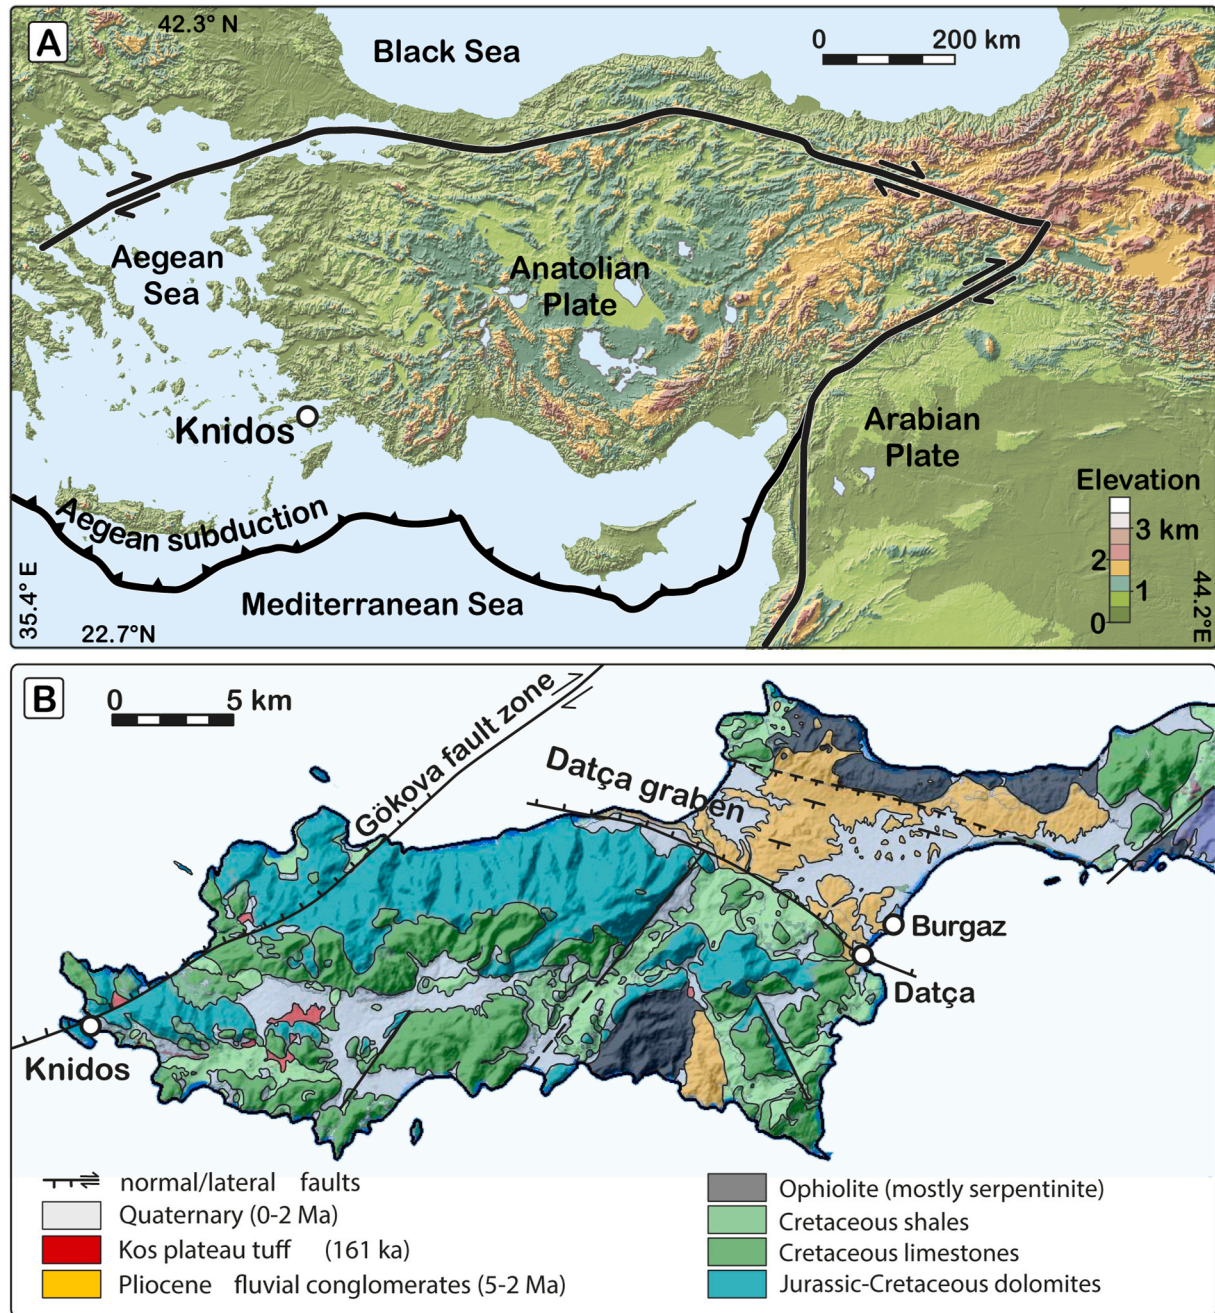 A
42.3° N
Black Sea
0 200 km
Aegean
Sea
Anatolian
Plate
Knidos
Arabian
Plate
Elevation
3 km
2
1
0
Aegean subduction
Mediterranean Sea
35.4° E
22.7°N
44.2°E
B
0 5 km
Gökova fault zone
Datça graben
Burgaz
Datça
Knidos
normal/lateral faults
Quaternary (0-2 Ma)
Kos plateau tuff (161 ka)
Pliocene fluvial conglomerates (5-2 Ma)
Ophiolite (mostly serpentinite)
Cretaceous shales
Cretaceous limestones
Jurassic-Cretaceous dolomites